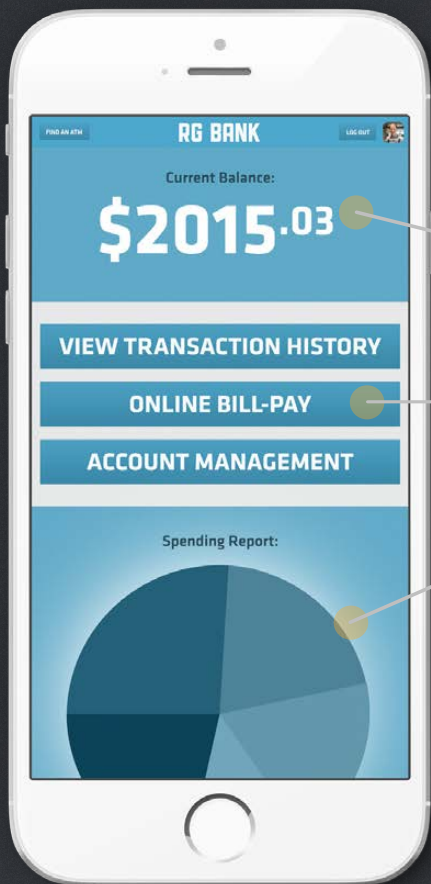 FIND AN ATM
RG BANK
LOG OUT
Current Balance:
$2015.03
VIEW TRANSACTION HISTORY
ONLINE BILL-PAY
ACCOUNT MANAGEMENT
Spending Report: